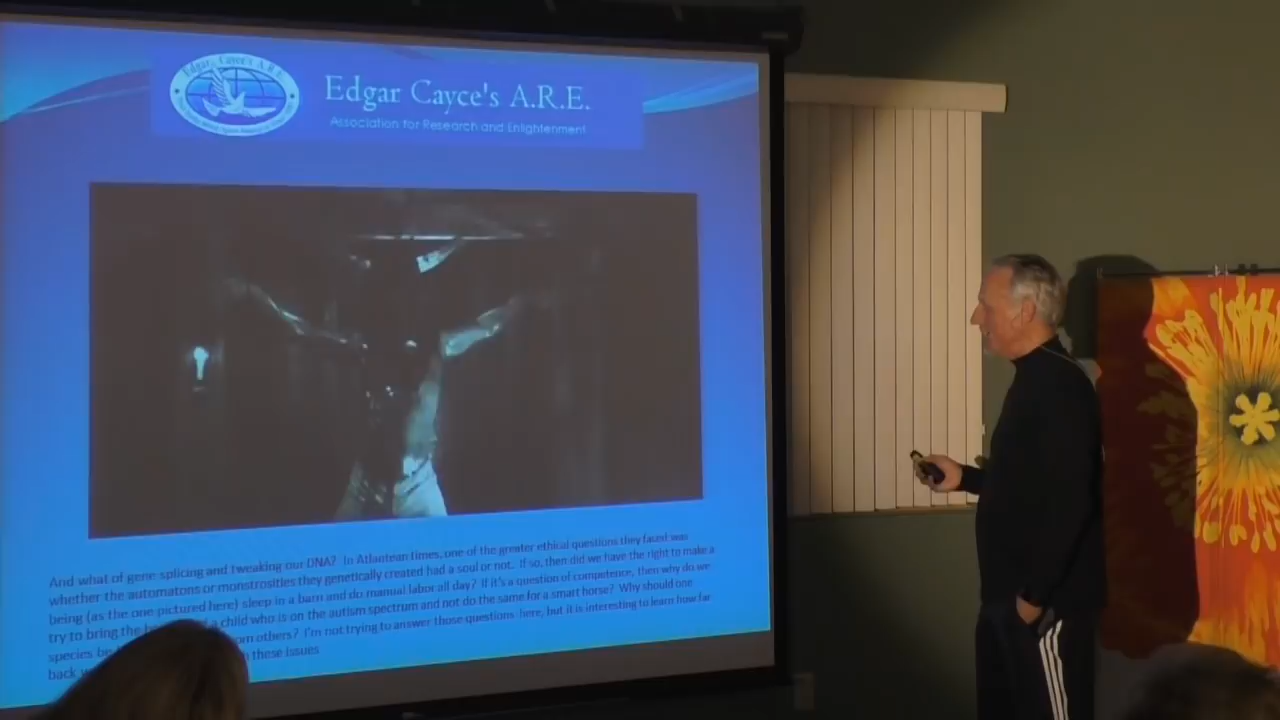 Edgar Cayce's A.R.E.
Edgar Cayce's A.R.E.
Association for Research and Enlightenment
And what of gene splicing and tweaking our DNA? In Atlantean times, one of the greater ethical questions they faced was
whether the automatons or monstrosities they genetically created had a soul or not. If so, then did we have the right to make a
being (as the one pictured here) sleep in a barn and do manual labor all day? If it's a question of competence, then why do we
try to bring the a child who is on the autism spectrum and not do the same for a smart horse? Why should one
species others? I'm not trying to answer those questions here, but it is interesting to learn how far
back these issues